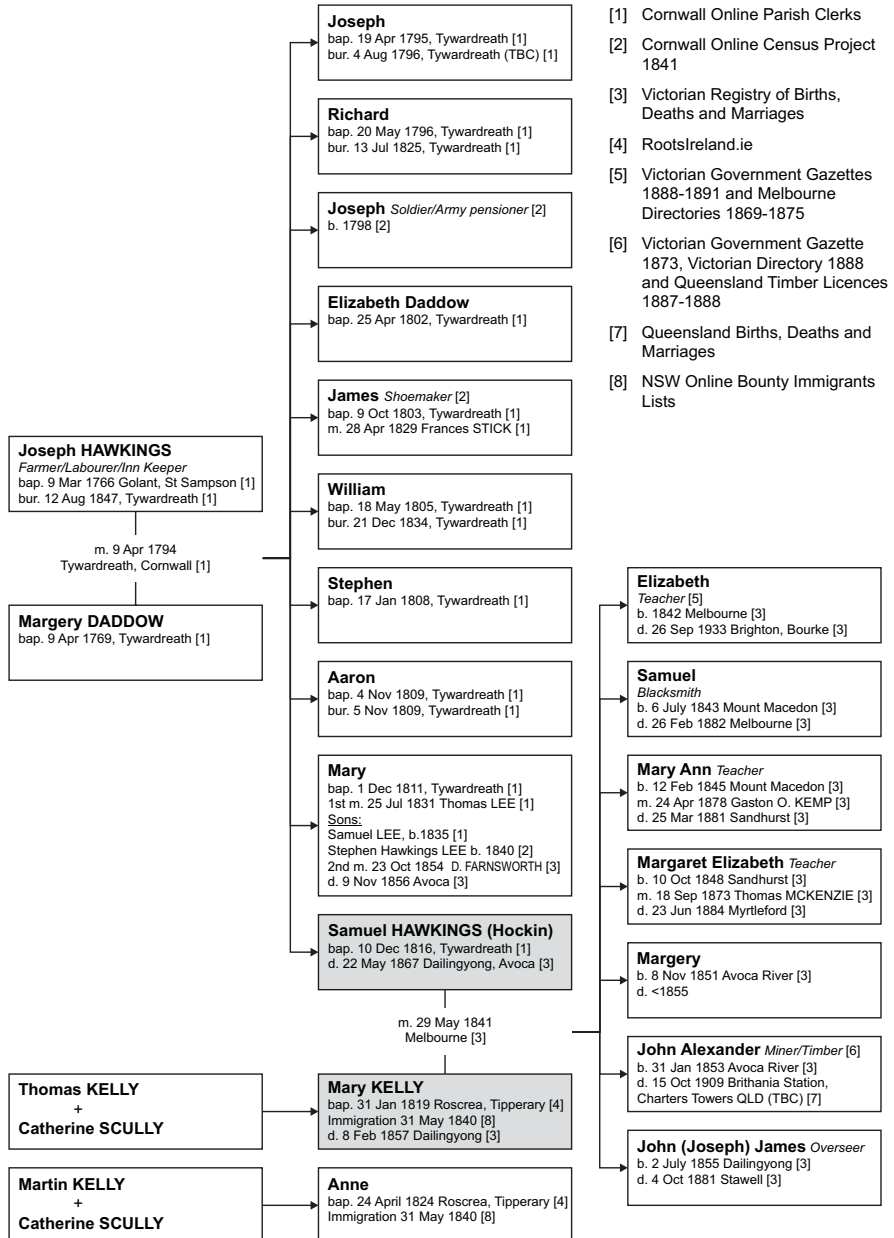 Joseph
bap. 19 Apr 1795, Tywardreath [1]
bur. 4 Aug 1796, Tywardreath (TBC) [1]
Richard
bap. 20 May 1796, Tywardreath [1]
bur. 13 Jul 1825, Tywardreath [1]
Joseph Soldier/Army pensioner [2]
b. 1798 [2]
Elizabeth Daddow
bap. 25 Apr 1802, Tywardreath [1]
James Shoemaker [2]
bap. 9 Oct 1803, Tywardreath [1]
m. 28 Apr 1829 Frances STICK [1]
William
bap. 18 May 1805, Tywardreath [1]
bur. 21 Dec 1834, Tywardreath [1]
Stephen
bap. 17 Jan 1808, Tywardreath [1]
Aaron
bap. 4 Nov 1809, Tywardreath [1]
bur. 5 Nov 1809, Tywardreath [1]
Mary
bap. 1 Dec 1811, Tywardreath [1]
1st m. 25 Jul 1831 Thomas LEE [1]
Sons:
Samuel LEE, b.1835 [1]
Stephen Hawkings LEE b. 1840 [2]
2nd m. 23 Oct 1854 D. FARNSWORTH [3]
d. 9 Nov 1856 Avoca [3]
Samuel HAWKINGS (Hockin)
bap. 10 Dec 1816, Tywardreath [1]
d. 22 May 1867 Dailingyong, Avoca [3]
m. 29 May 1841
Melbourne [3]
Mary KELLY
bap. 31 Jan 1819 Roscrea, Tipperary [4]
Immigration 31 May 1840 [8]
d. 8 Feb 1857 Dailingyong [3]
Anne
bap. 24 April 1824 Roscrea, Tipperary [4]
Immigration 31 May 1840 [8]
Joseph HAWKINGS
Farmer/Labourer/Inn Keeper
bap. 9 Mar 1766 Golant, St Sampson [1]
bur. 12 Aug 1847, Tywardreath [1]
m. 9 Apr 1794
Tywardreath, Cornwall [1]
Margery DADDOW
bap. 9 Apr 1769, Tywardreath [1]
Thomas KELLY
+
Catherine SCULLY
Martin KELLY
+
Catherine SCULLY
[1] Cornwall Online Parish Clerks
[2] Cornwall Online Census Project
1841
[3] Victorian Registry of Births,
Deaths and Marriages
[4] RootsIreland.ie
[5] Victorian Government Gazettes
1888-1891 and Melbourne
Directories 1869-1875
[6] Victorian Government Gazette
1873, Victorian Directory 1888
and Queensland Timber Licences
1887-1888
[7] Queensland Births, Deaths and
Marriages
[8] NSW Online Bounty Immigrants
Lists
Elizabeth
Teacher [5]
b. 1842 Melbourne [3]
d. 26 Sep 1933 Brighton, Bourke [3]
Samuel
Blacksmith
b. 6 July 1843 Mount Macedon [3]
d. 26 Feb 1882 Melbourne [3]
Mary Ann Teacher
b. 12 Feb 1845 Mount Macedon [3]
m. 24 Apr 1878 Gaston O. KEMP [3]
d. 25 Mar 1881 Sandhurst [3]
Margaret Elizabeth Teacher
b. 10 Oct 1848 Sandhurst [3]
m. 18 Sep 1873 Thomas MCKENZIE [3]
d. 23 Jun 1884 Myrtleford [3]
Margery
b. 8 Nov 1851 Avoca River [3]
d. <1855
John Alexander Miner/Timber [6]
b. 31 Jan 1853 Avoca River [3]
d. 15 Oct 1909 Brithania Station,
Charters Towers QLD (TBC) [7]
John (Joseph) James Overseer
b. 2 July 1855 Dailingyong [3]
d. 4 Oct 1881 Stawell [3]